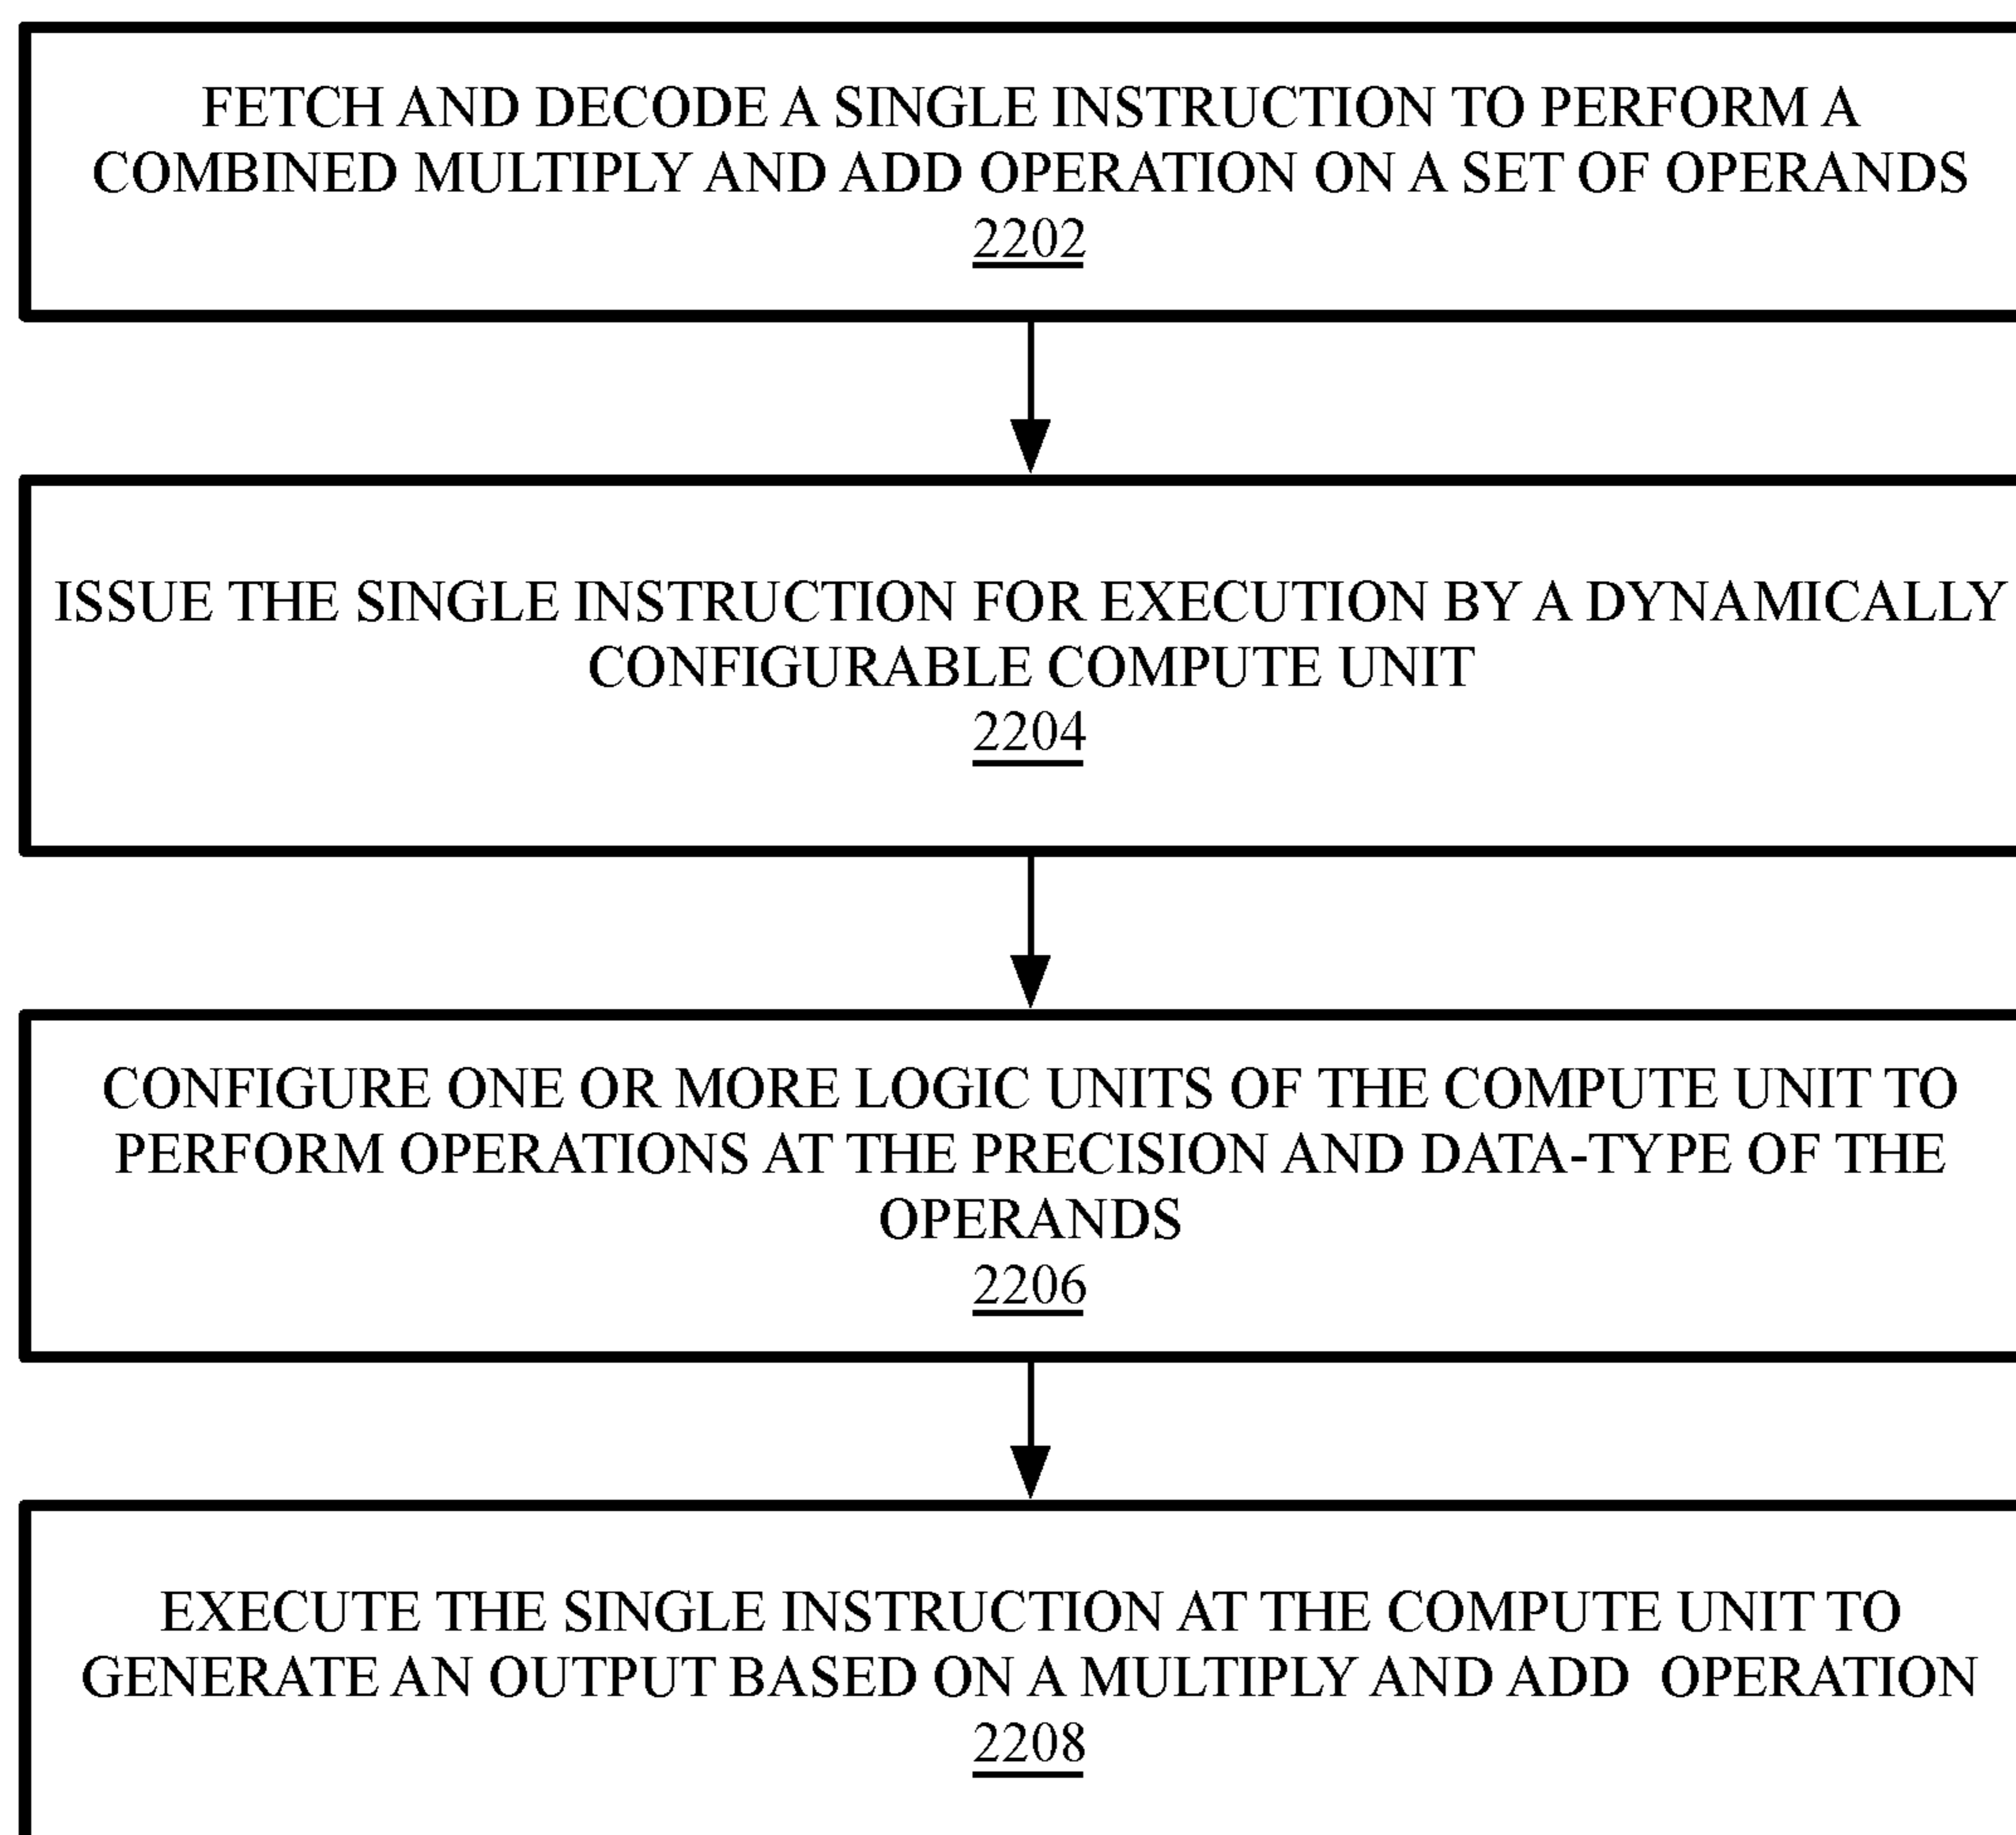 FETCH AND DECODE A SINGLE INSTRUCTION TO PERFORM A
COMBINED MULTIPLY AND ADD OPERATION ON A SET OF OPERANDS
2202
ISSUE THE SINGLE INSTRUCTION FOR EXECUTION BY A DYNAMICALLY
CONFIGURABLE COMPUTE UNIT
2204
CONFIGURE ONE OR MORE LOGIC UNITS OF THE COMPUTE UNIT TO
PERFORM OPERATIONS AT THE PRECISION AND DATA-TYPE OF THE
OPERANDS
2206
EXECUTE THE SINGLE INSTRUCTION AT THE COMPUTE UNIT TO
GENERATE AN OUTPUT BASED ON A MULTIPLY AND ADD OPERATION
2208